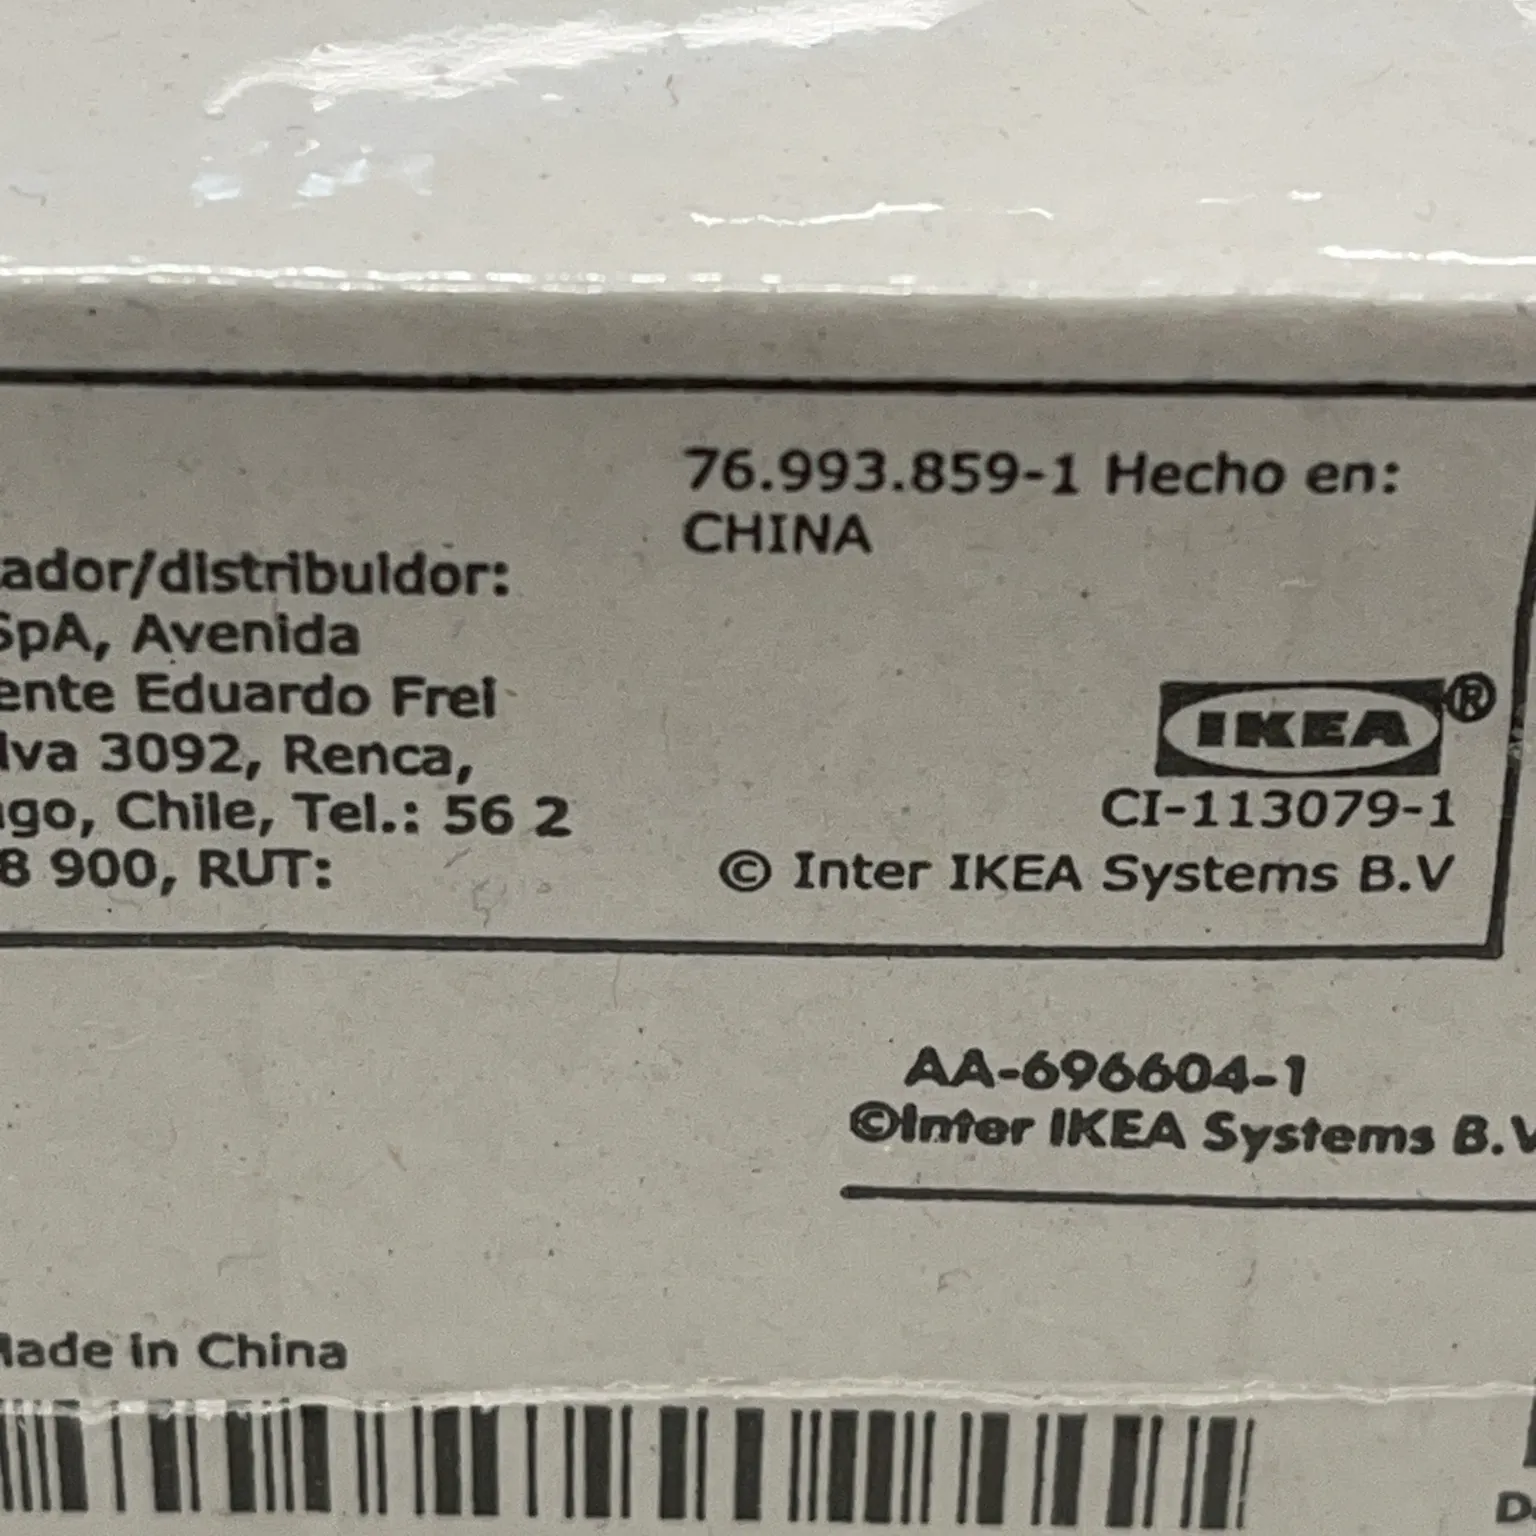 ador/distribuidor:
SpA, Avenida
ente Eduardo Frei
lva 3092, Renca,
go, Chile, Tel.: 56 2
8 900, RUT:
76.993.859-1 Hecho en:
CHINA
IKEA®
CI-113079-1
© Inter IKEA Systems B.V
AA-696604-1
©Inter IKEA Systems B.V
Made in China